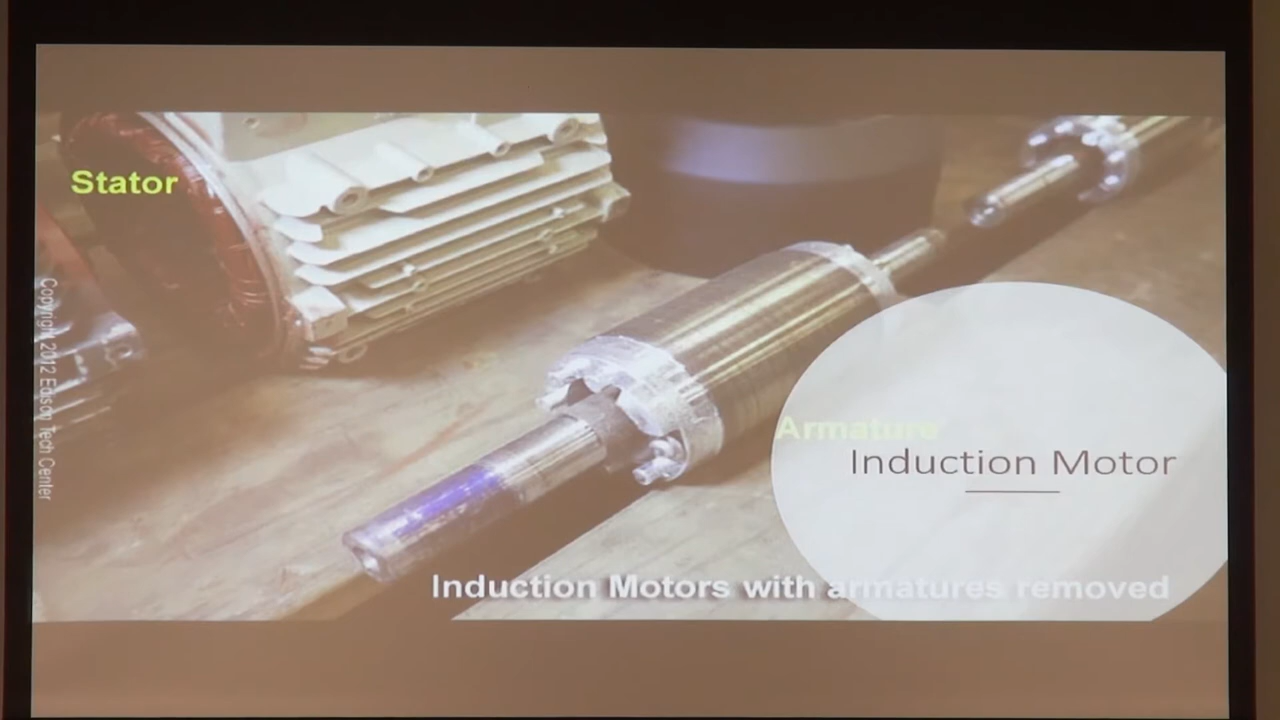 Stator
Copyright 2012 Edison Tech Center
Armature
Induction Motor
Induction Motors with armatures removed